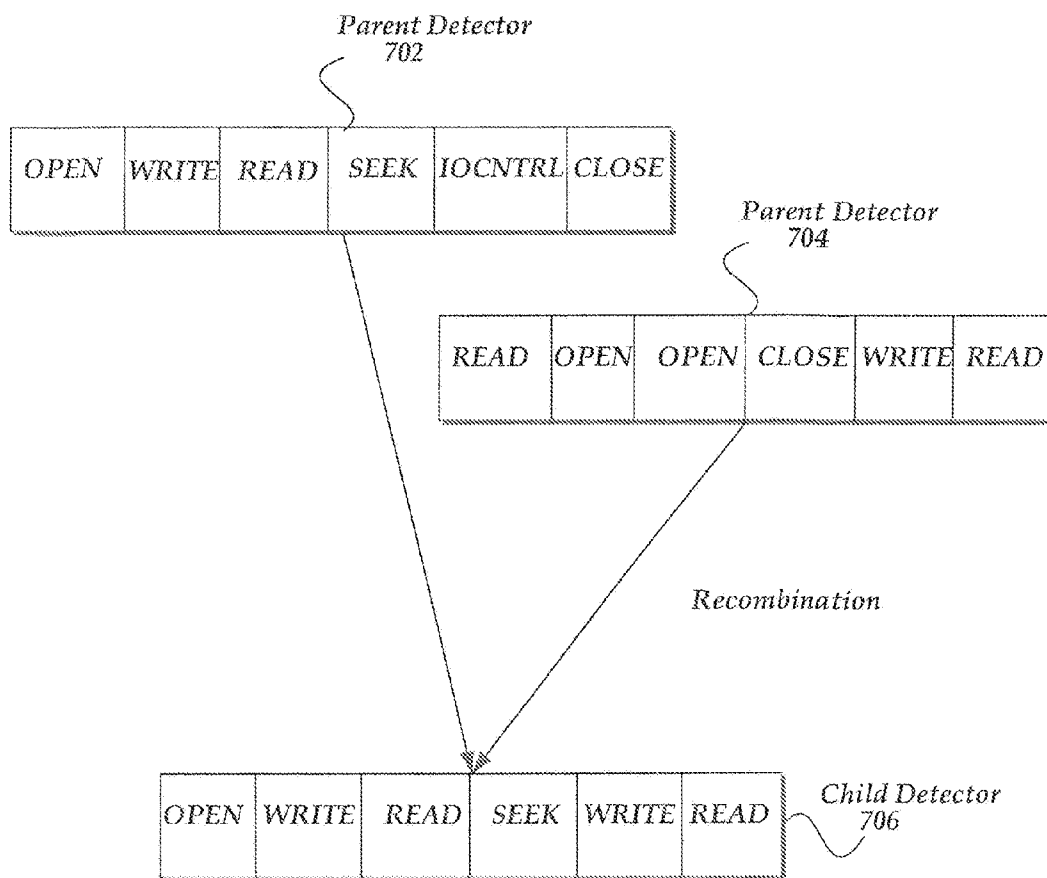 Parent Detector
702
OPEN WRITE READ SEEK IOCNTRL CLOSE
Parent Detector
704
READ OPEN OPEN CLOSE WRITE READ
Recombination
OPEN WRITE READ SEEK WRITE READ
Child Detector
706